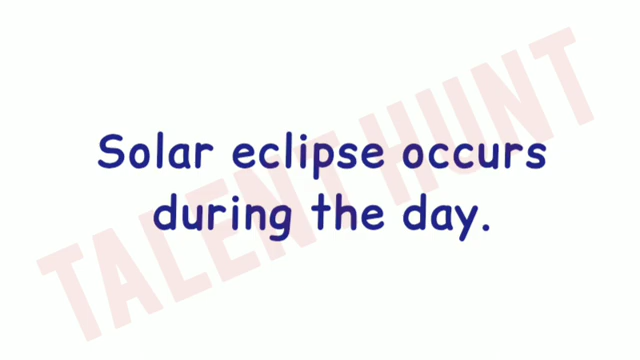 Solar eclipse occurs
during the day.
TALENT HUNT